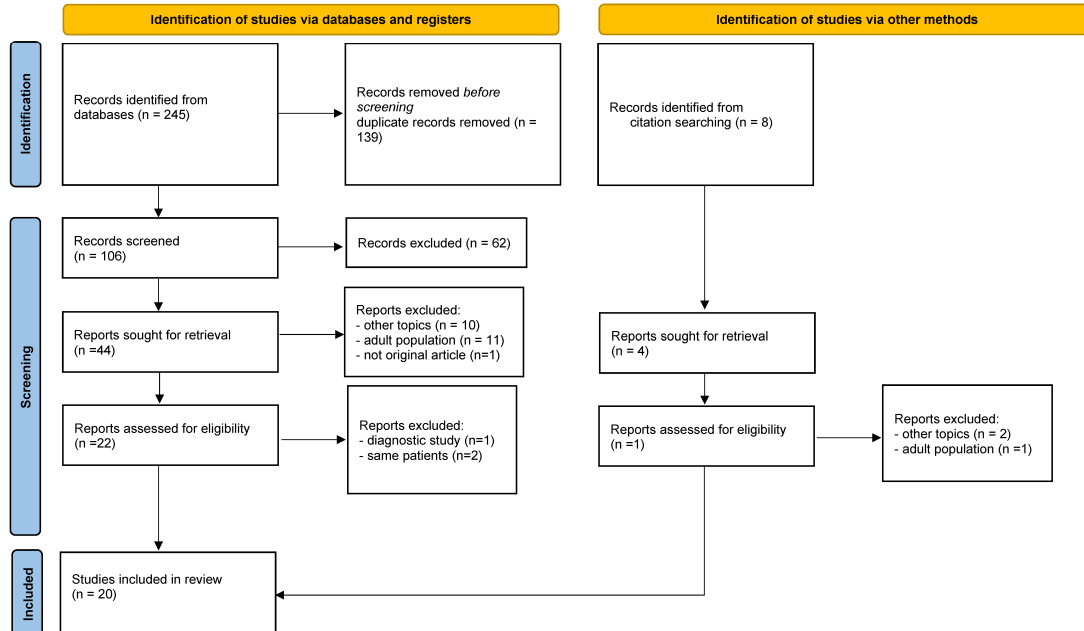 Identification of studies via databases and registers
Identification of studies via other methods
Identification
Records identified from
databases (n = 245)
Records removed before
screening
duplicate records removed (n =
139)
Records identified from
citation searching (n = 8)
Screening
Records screened
(n = 106)
Records excluded (n = 62)
Reports sought for retrieval
(n =44)
Reports excluded:
- other topics (n = 10)
- adult population (n = 11)
- not original article (n=1)
Reports sought for retrieval
(n = 4)
Reports assessed for eligibility
(n =22)
Reports excluded:
- diagnostic study (n=1)
- same patients (n=2)
Reports assessed for eligibility
(n =1)
Reports excluded:
- other topics (n = 2)
- adult population (n =1)
Included
Studies included in review
(n = 20)